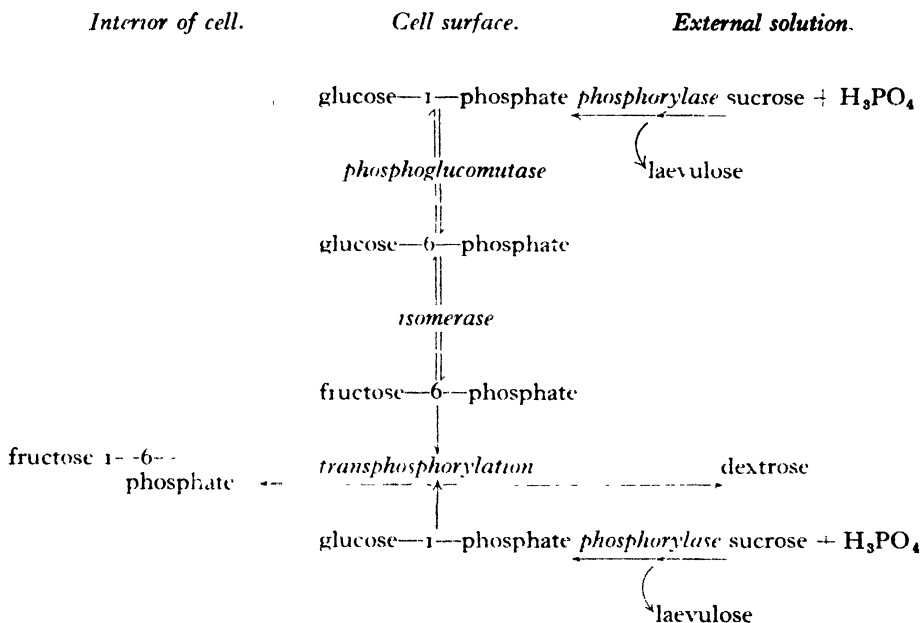 Interior of cell. Cell surface. External solution.
glucose—1—phosphate phosphorylase sucrose + H₃PO₄
laevulose
phosphoglucomutase
glucose—6—phosphate
isomerase
fructose—6—phosphate
fructose 1--6--
transphosphorylation dextrose
phosphate
glucose—1—phosphate phosphorylase sucrose + H₃PO₄
laevulose